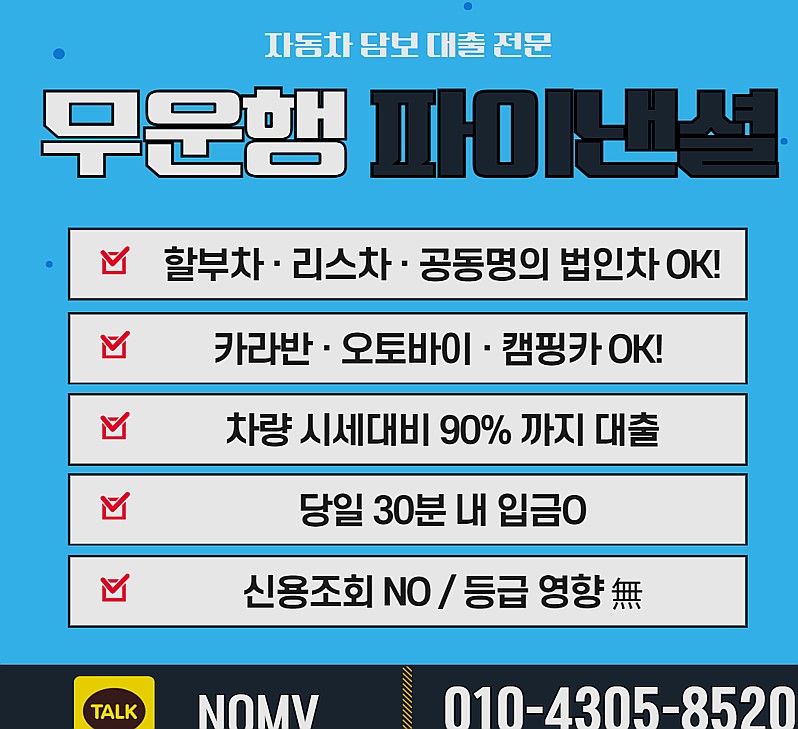 자동차 담보 대출 전문
무운행 파이낸셜
할부차 · 리스차 · 공동명의 법인차 OK!
카라반 · 오토바이 · 캠핑카 OK!
차량 시세대비 90% 까지 대출
당일 30분 내 입금O
신용조회 NO / 등급 영향 無
TALK NOMV 010-4305-8520